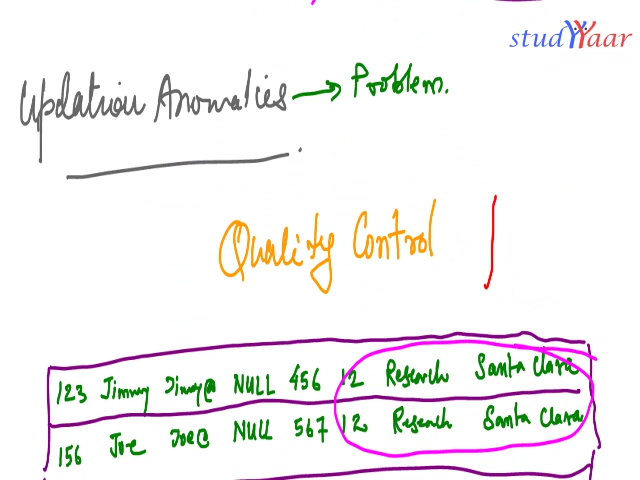 studYYaar
Updation Anomalies → Problem.
Quality Control
123 Jimmy Jimmy@ NULL 456 12 Research Santa Clara
156 Joe Joe@ NULL 567 12 Research Santa Clara